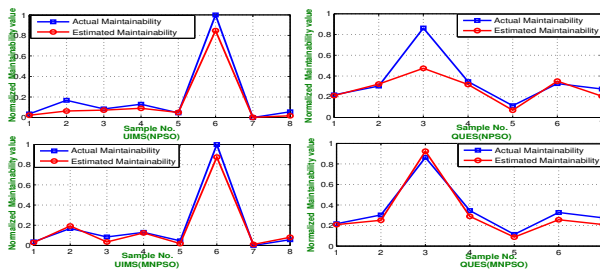 Normalized Maintainability value
1
0.8
0.6
0.4
0.2
0
Actual Maintainability
Estimated Maintainability
1 2 3 4 5 6 7 8
Sample No.
UIMS(NPSO)
Normalized Maintainability value
1
0.8
0.6
0.4
0.2
0
Actual Maintainability
Estimated Maintainability
1 2 3 4 5 6
Sample No.
QUES(NPSO)
Normalized Maintainability value
1
0.8
0.6
0.4
0.2
0
Actual Maintainability
Estimated Maintainability
1 2 3 4 5 6 7 8
Sample No.
UIMS(MNPSO)
Normalized Maintainability value
1
0.8
0.6
0.4
0.2
0
Actual Maintainability
Estimated Maintainability
1 2 3 4 5 6
Sample No.
QUES(MNPSO)